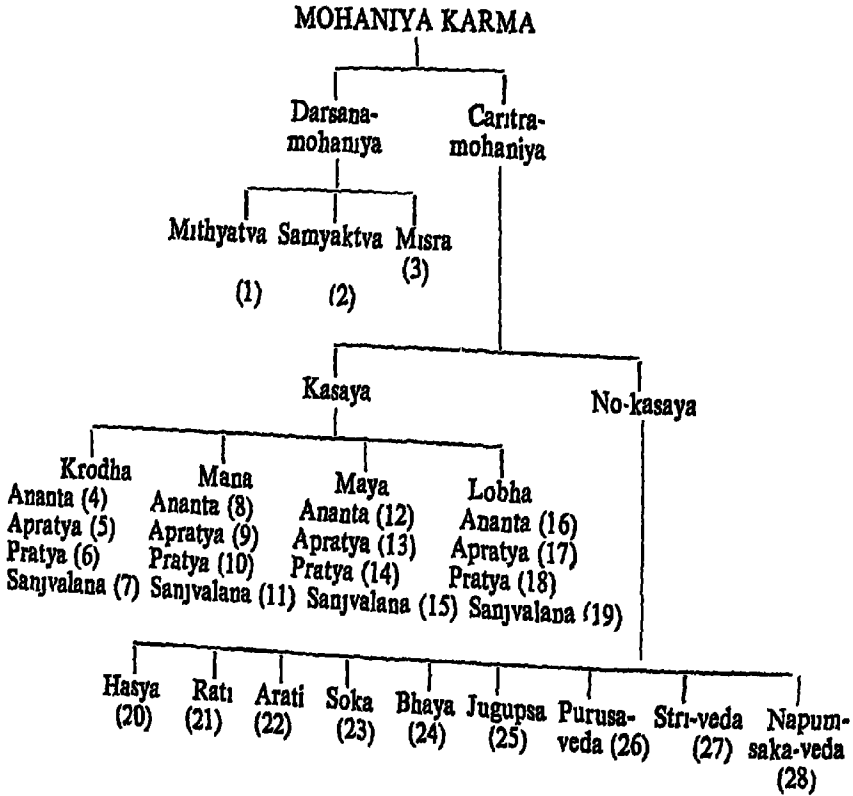 MOHANIYA KARMA
Darsana-
mohaniya
Caritra-
mohaniya
Mithyatva Samyaktva Misra
(3)
(1) (2)
Kasaya
No-kasaya
Krodha
Ananta (4)
Apratya (5)
Pratya (6)
Sanjvalana (7)
Mana
Ananta (8)
Apratya (9)
Pratya (10)
Sanjvalana (11)
Maya
Ananta (12)
Apratya (13)
Pratya (14)
Sanjvalana (15)
Lobha
Ananta (16)
Apratya (17)
Pratya (18)
Sanjvalana (19)
Hasya
(20)
Rati
(21)
Arati
(22)
Soka
(23)
Bhaya
(24)
Jugupsa
(25)
Purusa-
veda (26)
Stri-veda
(27)
Napum-
saka-veda
(28)